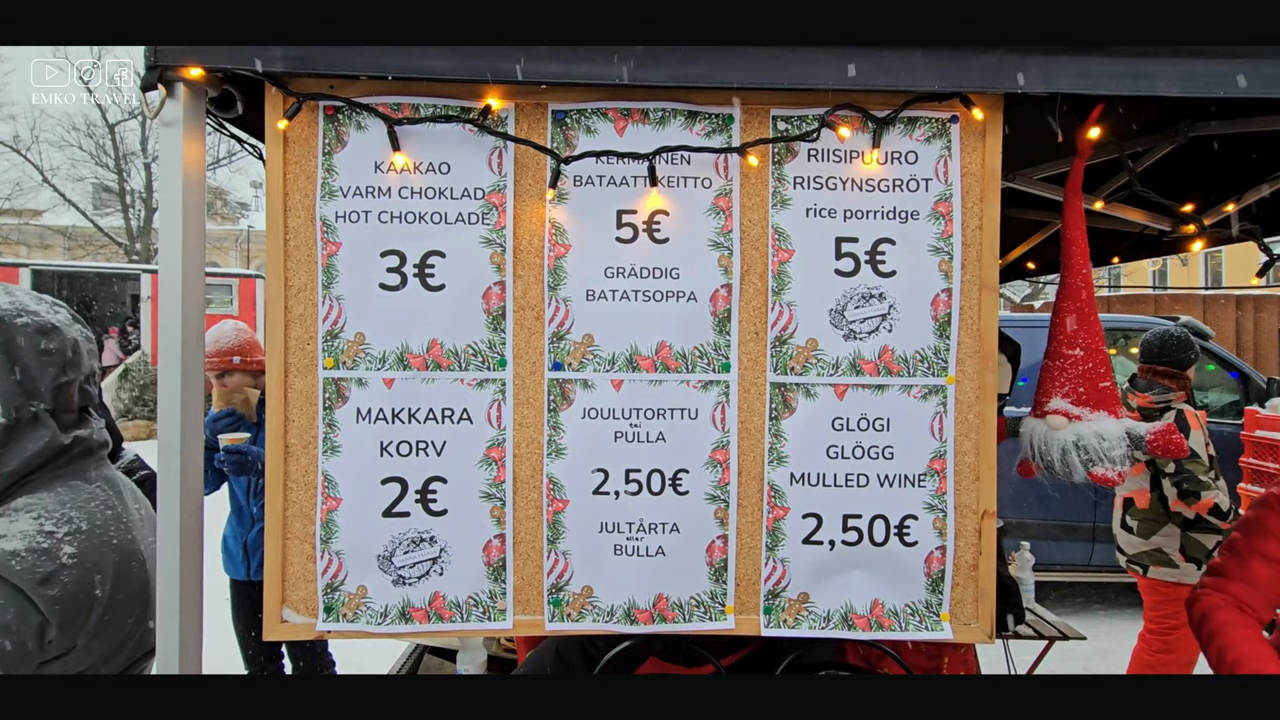 EMKO TRAVEL
KAAKAO
VARM CHOKLAD
HOT CHOKOLADE
3€
KERMAINEN
BATAATTIKEITTO
5€
GRÄDDIG
BATATSOPPA
RIISIPUURO
RISGYNSGRÖT
rice porridge
5€
MAKKARA
KORV
2€
JOULUTORTTU
tai
PULLA
2,50€
JULTÅRTA
eller
BULLA
GLÖGI
GLÖGG
MULLED WINE
2,50€